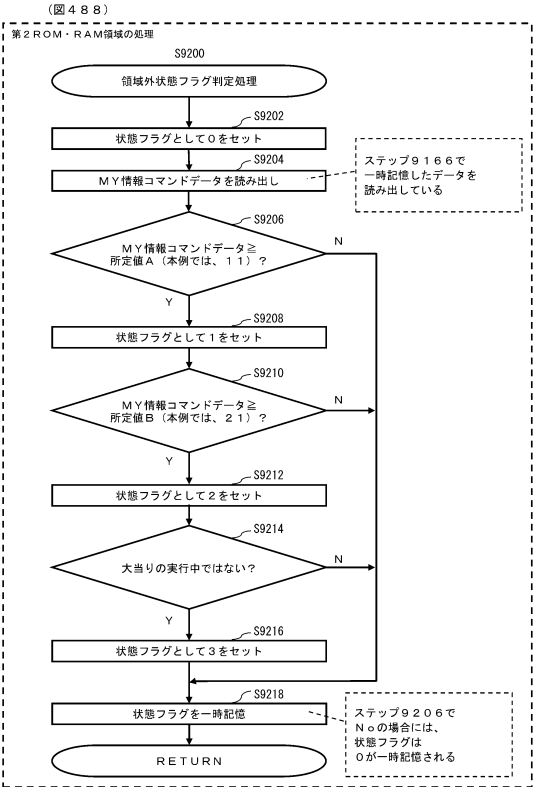 (図488)
第2ROM・RAM領域の処理
S9200
領域外状態フラグ判定処理
S9202
状態フラグとして0をセット
S9204
MY情報コマンドデータを読み出し
ステップ9166で
一時記憶したデータを
読み出している
S9206
MY情報コマンドデータ≧
所定値A(本例では、11)?
N
Y
S9208
状態フラグとして1をセット
S9210
MY情報コマンドデータ≧
所定値B(本例では、21)?
N
Y
S9212
状態フラグとして2をセット
S9214
大当りの実行中ではない?
N
Y
S9216
状態フラグとして3をセット
S9218
状態フラグを一時記憶
ステップ9206で
Noの場合には、
状態フラグは
0が一時記憶される
RETURN